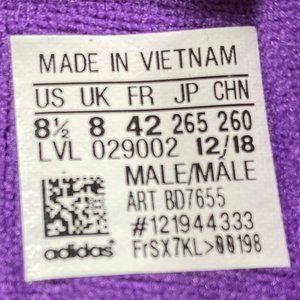 MADE IN VIETNAM
US UK FR JP CHN
8½ 8 42 265 260
LVL 029002 12/18
MALE/MÂLE
ART BD7655
#121944333
adidas FrSX7KL>00198